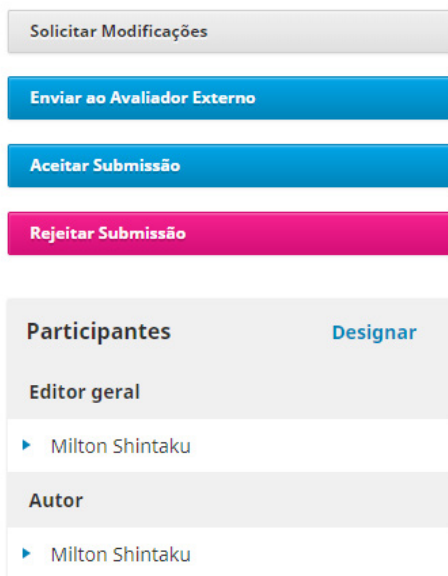 Solicitar Modificações
Enviar ao Avaliador Externo
Aceitar Submissão
Rejeitar Submissão
Participantes Designar
Editor geral
Milton Shintaku
Autor
Milton Shintaku